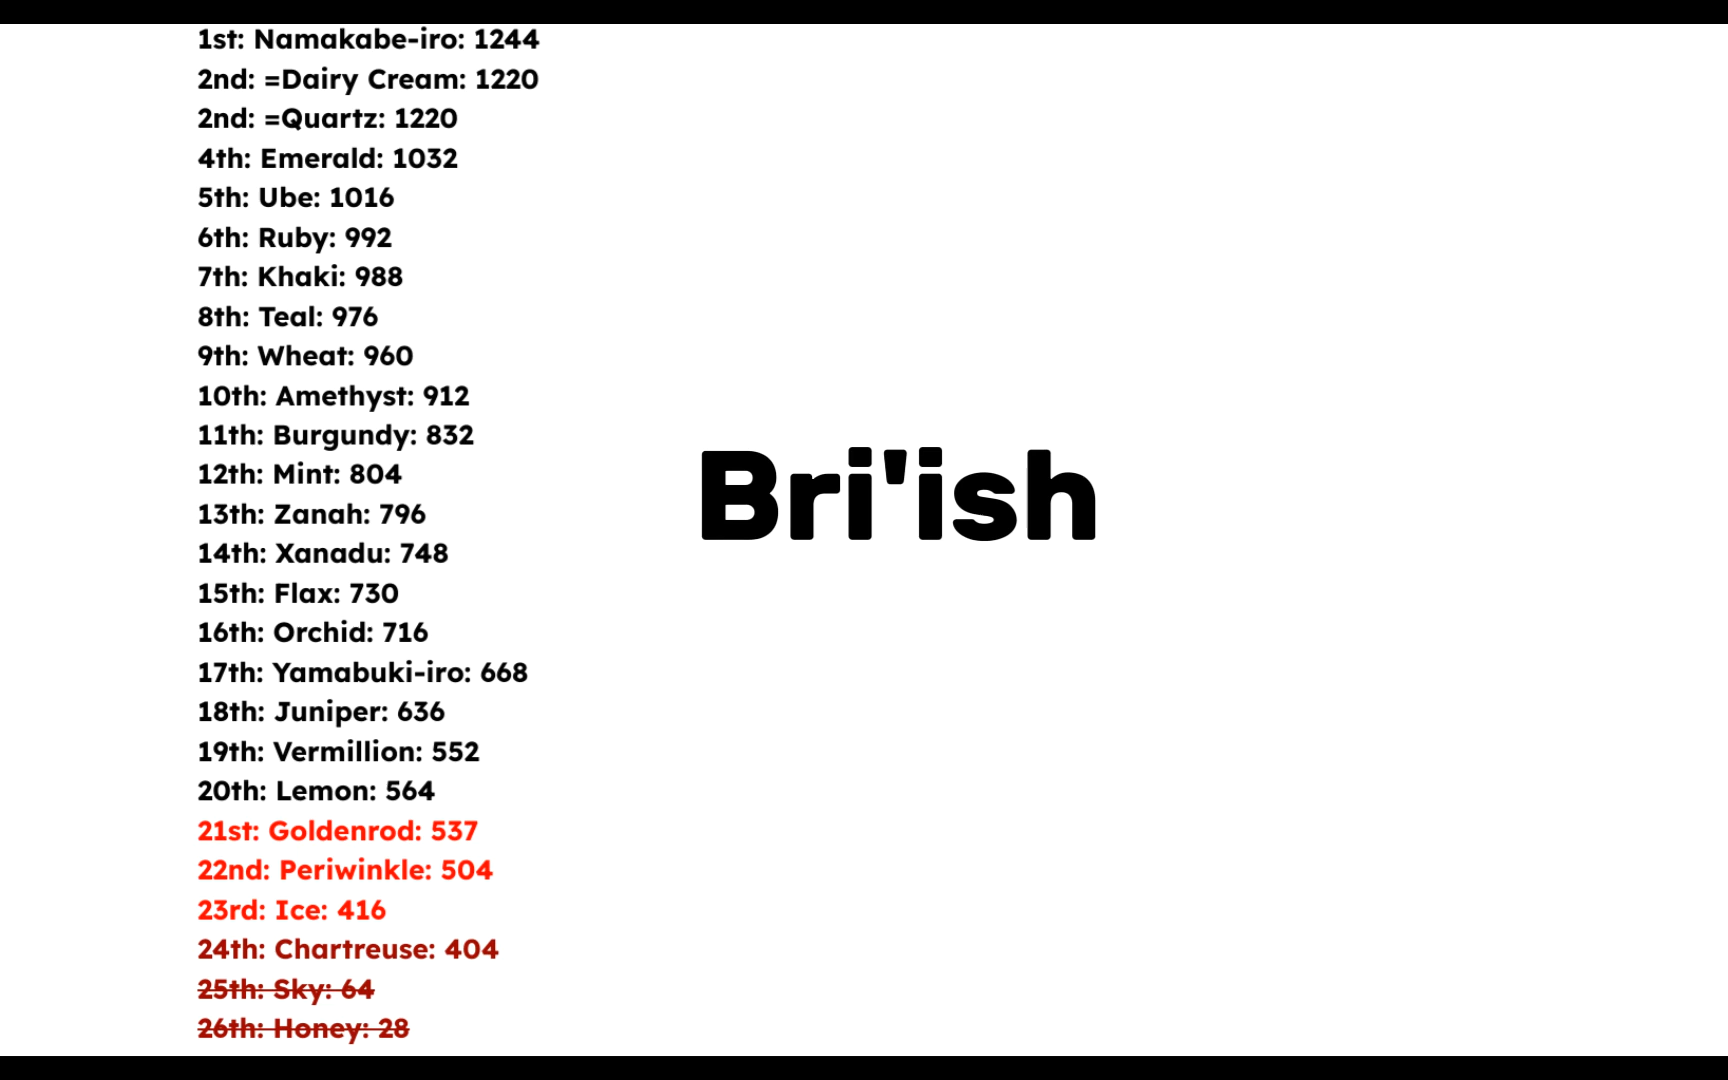 1st: Namakabe-iro: 1244
2nd: =Dairy Cream: 1220
2nd: =Quartz: 1220
4th: Emerald: 1032
5th: Ube: 1016
6th: Ruby: 992
7th: Khaki: 988
8th: Teal: 976
9th: Wheat: 960
10th: Amethyst: 912
11th: Burgundy: 832
12th: Mint: 804
13th: Zanah: 796
14th: Xanadu: 748
15th: Flax: 730
16th: Orchid: 716
17th: Yamabuki-iro: 668
18th: Juniper: 636
19th: Vermillion: 552
20th: Lemon: 564
21st: Goldenrod: 537
22nd: Periwinkle: 504
23rd: Ice: 416
24th: Chartreuse: 404
25th: Sky: 64
26th: Honey: 28
Bri'ish